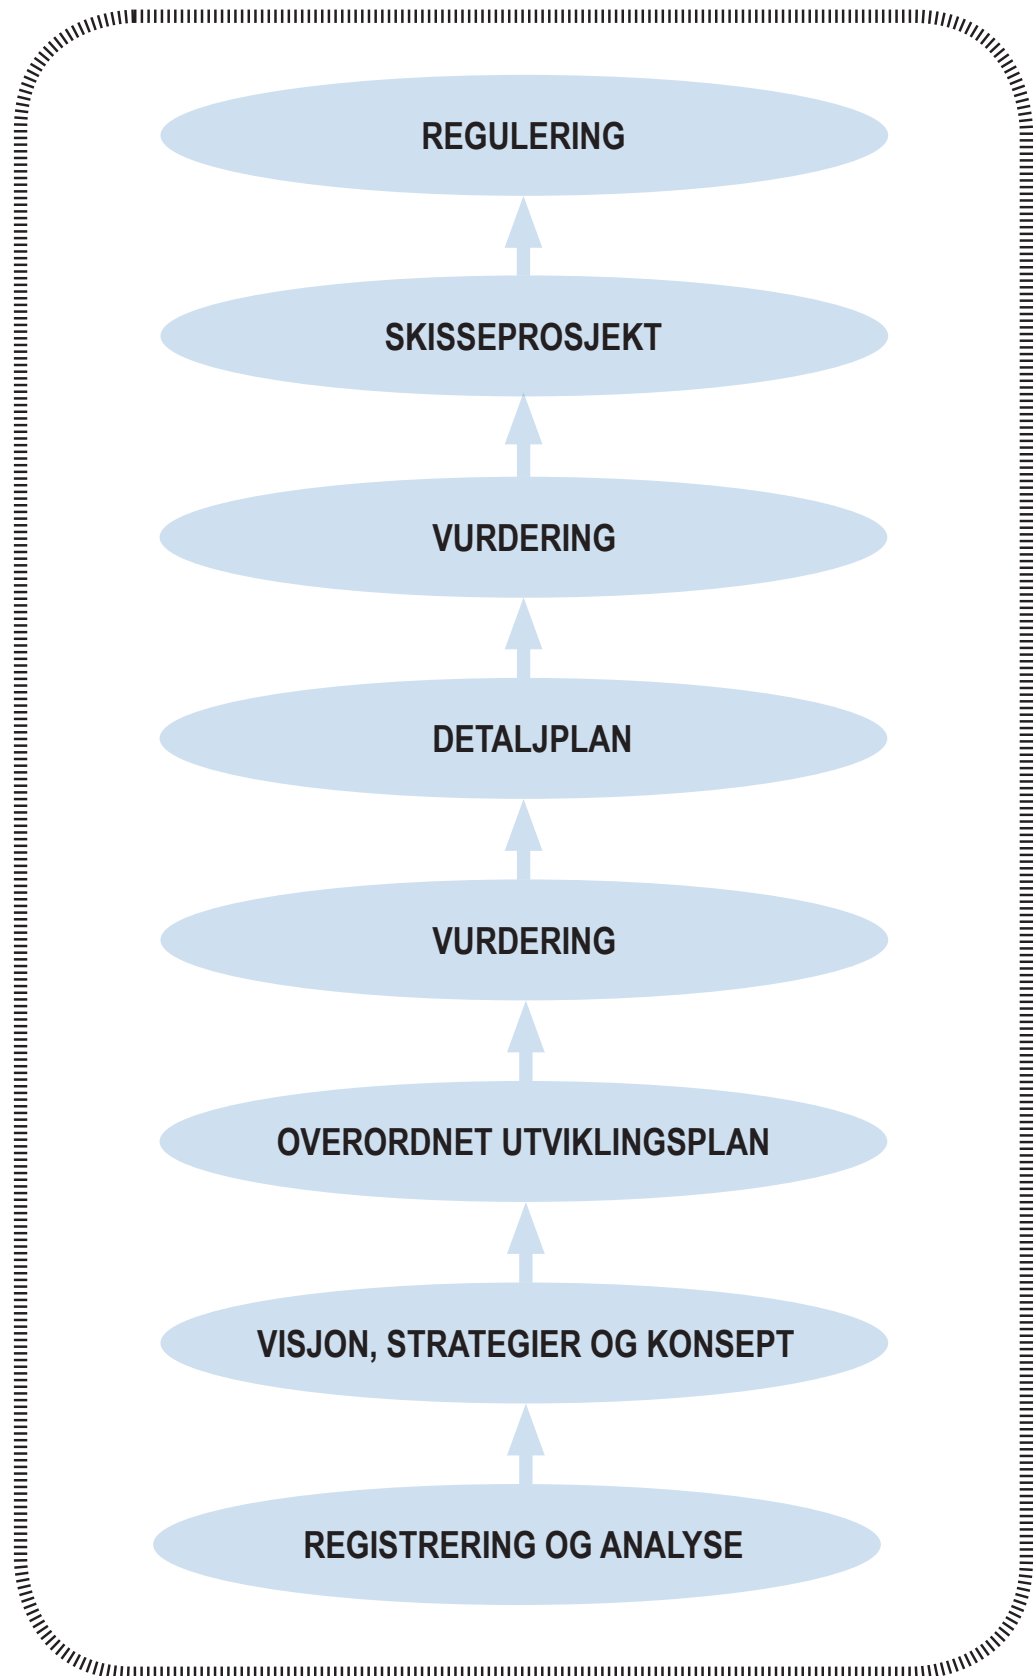 REGULERING
SKISSEPROSJEKT
VURDERING
DETALJPLAN
VURDERING
OVERORDNET UTVIKLINGSPLAN
VISJON, STRATEGIER OG KONSEPT
REGISTRERING OG ANALYSE